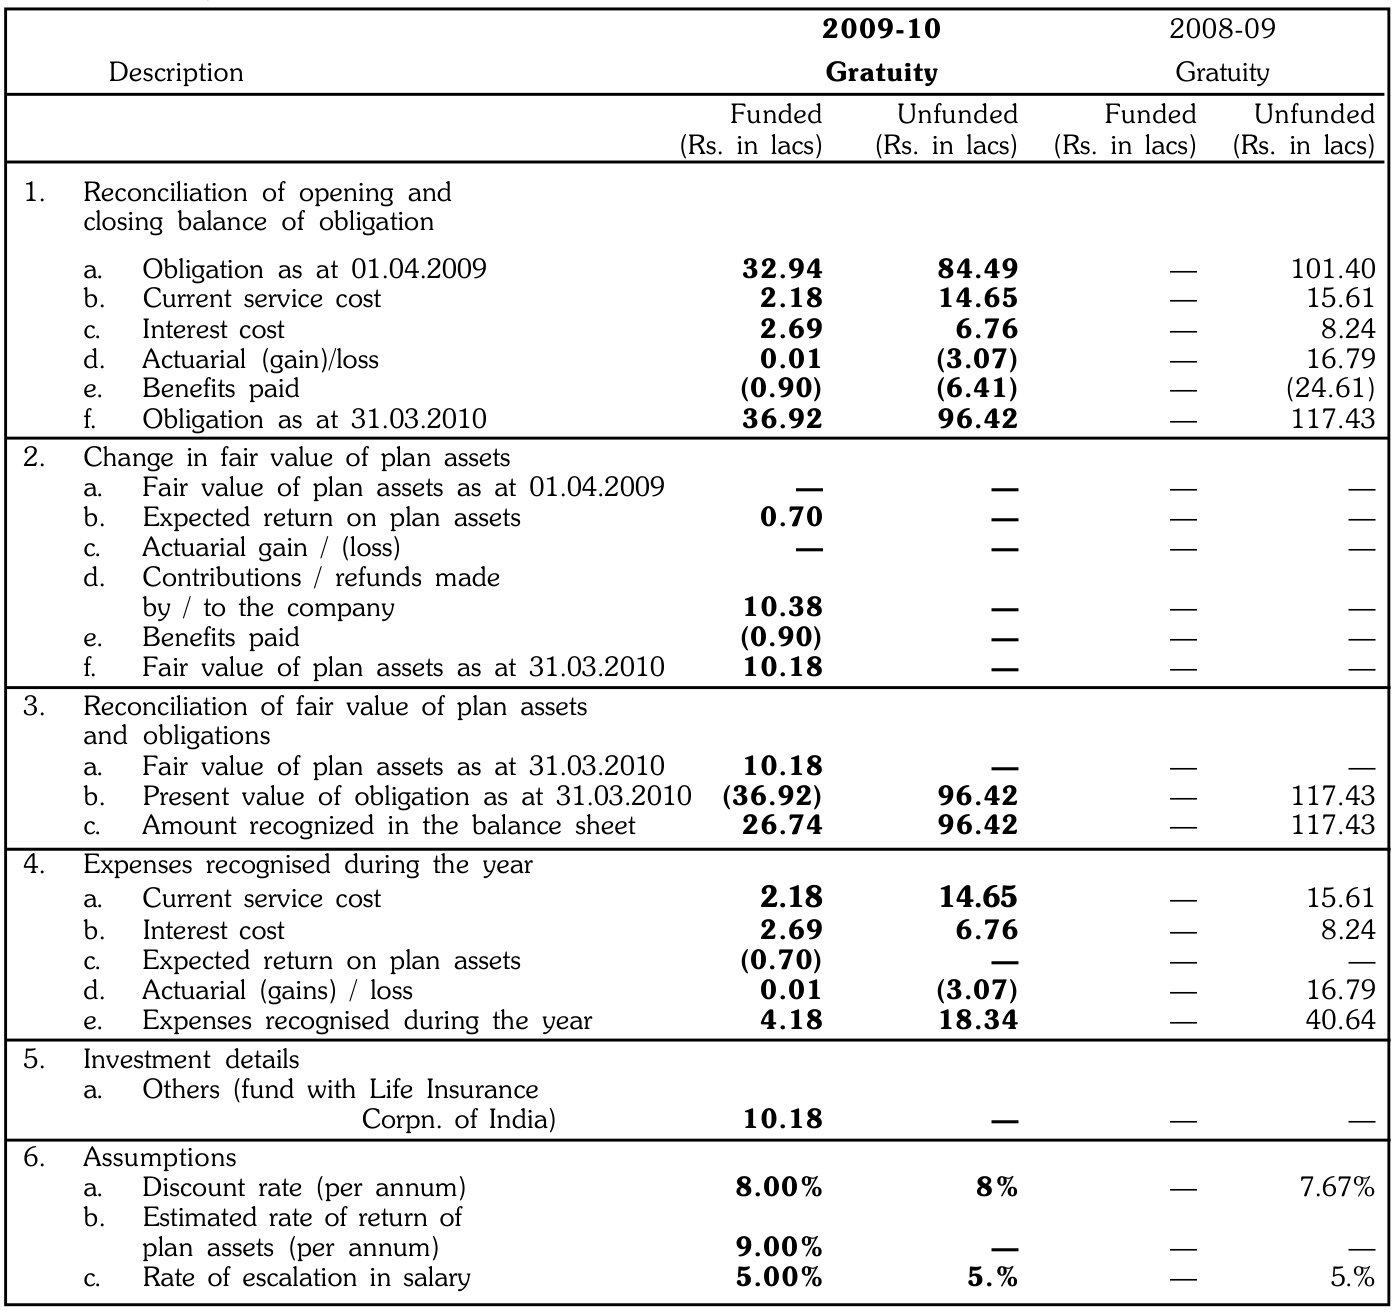 2009-10 2008-09
Description Gratuity Gratuity
Funded Unfunded Funded Unfunded
(Rs. in lacs) (Rs. in lacs) (Rs. in lacs) (Rs. in lacs)
1. Reconciliation of opening and
closing balance of obligation
a. Obligation as at 01.04.2009 32.94 84.49 — 101.40
b. Current service cost 2.18 14.65 — 15.61
c. Interest cost 2.69 6.76 — 8.24
d. Actuarial (gain)/loss 0.01 (3.07) — 16.79
e. Benefits paid (0.90) (6.41) — (24.61)
f. Obligation as at 31.03.2010 36.92 96.42 — 117.43
2. Change in fair value of plan assets
a. Fair value of plan assets as at 01.04.2009 — — — —
b. Expected return on plan assets 0.70 — — —
c. Actuarial gain / (loss) — — — —
d. Contributions / refunds made
by / to the company 10.38 — — —
e. Benefits paid (0.90) — — —
f. Fair value of plan assets as at 31.03.2010 10.18 — — —
3. Reconciliation of fair value of plan assets
and obligations
a. Fair value of plan assets as at 31.03.2010 10.18 — — —
b. Present value of obligation as at 31.03.2010 (36.92) 96.42 — 117.43
c. Amount recognized in the balance sheet 26.74 96.42 — 117.43
4. Expenses recognised during the year
a. Current service cost 2.18 14.65 — 15.61
b. Interest cost 2.69 6.76 — 8.24
c. Expected return on plan assets (0.70) — — —
d. Actuarial (gains) / loss 0.01 (3.07) — 16.79
e. Expenses recognised during the year 4.18 18.34 — 40.64
5. Investment details
a. Others (fund with Life Insurance
Corpn. of India) 10.18 — — —
6. Assumptions
a. Discount rate (per annum) 8.00% 8% — 7.67%
b. Estimated rate of return of
plan assets (per annum) 9.00% — — —
c. Rate of escalation in salary 5.00% 5.% — 5.%